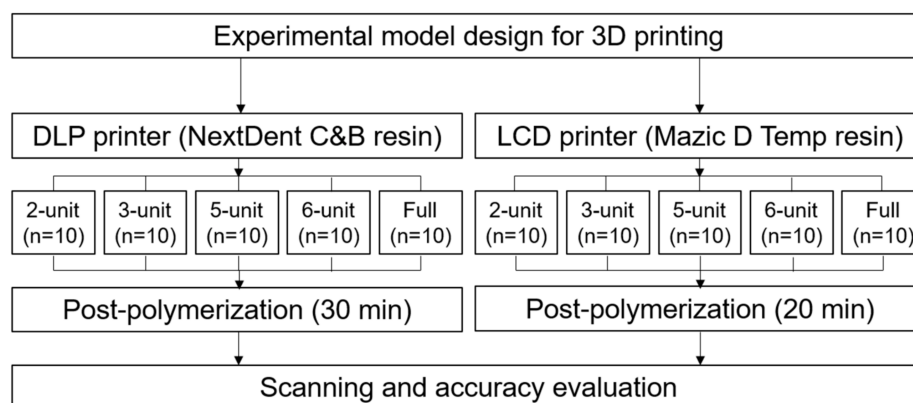 Experimental model design for 3D printing
DLP printer (NextDent C&B resin)
LCD printer (Mazic D Temp resin)
2-unit
(n=10)
3-unit
(n=10)
5-unit
(n=10)
6-unit
(n=10)
Full
(n=10)
2-unit
(n=10)
3-unit
(n=10)
5-unit
(n=10)
6-unit
(n=10)
Full
(n=10)
Post-polymerization (30 min)
Post-polymerization (20 min)
Scanning and accuracy evaluation